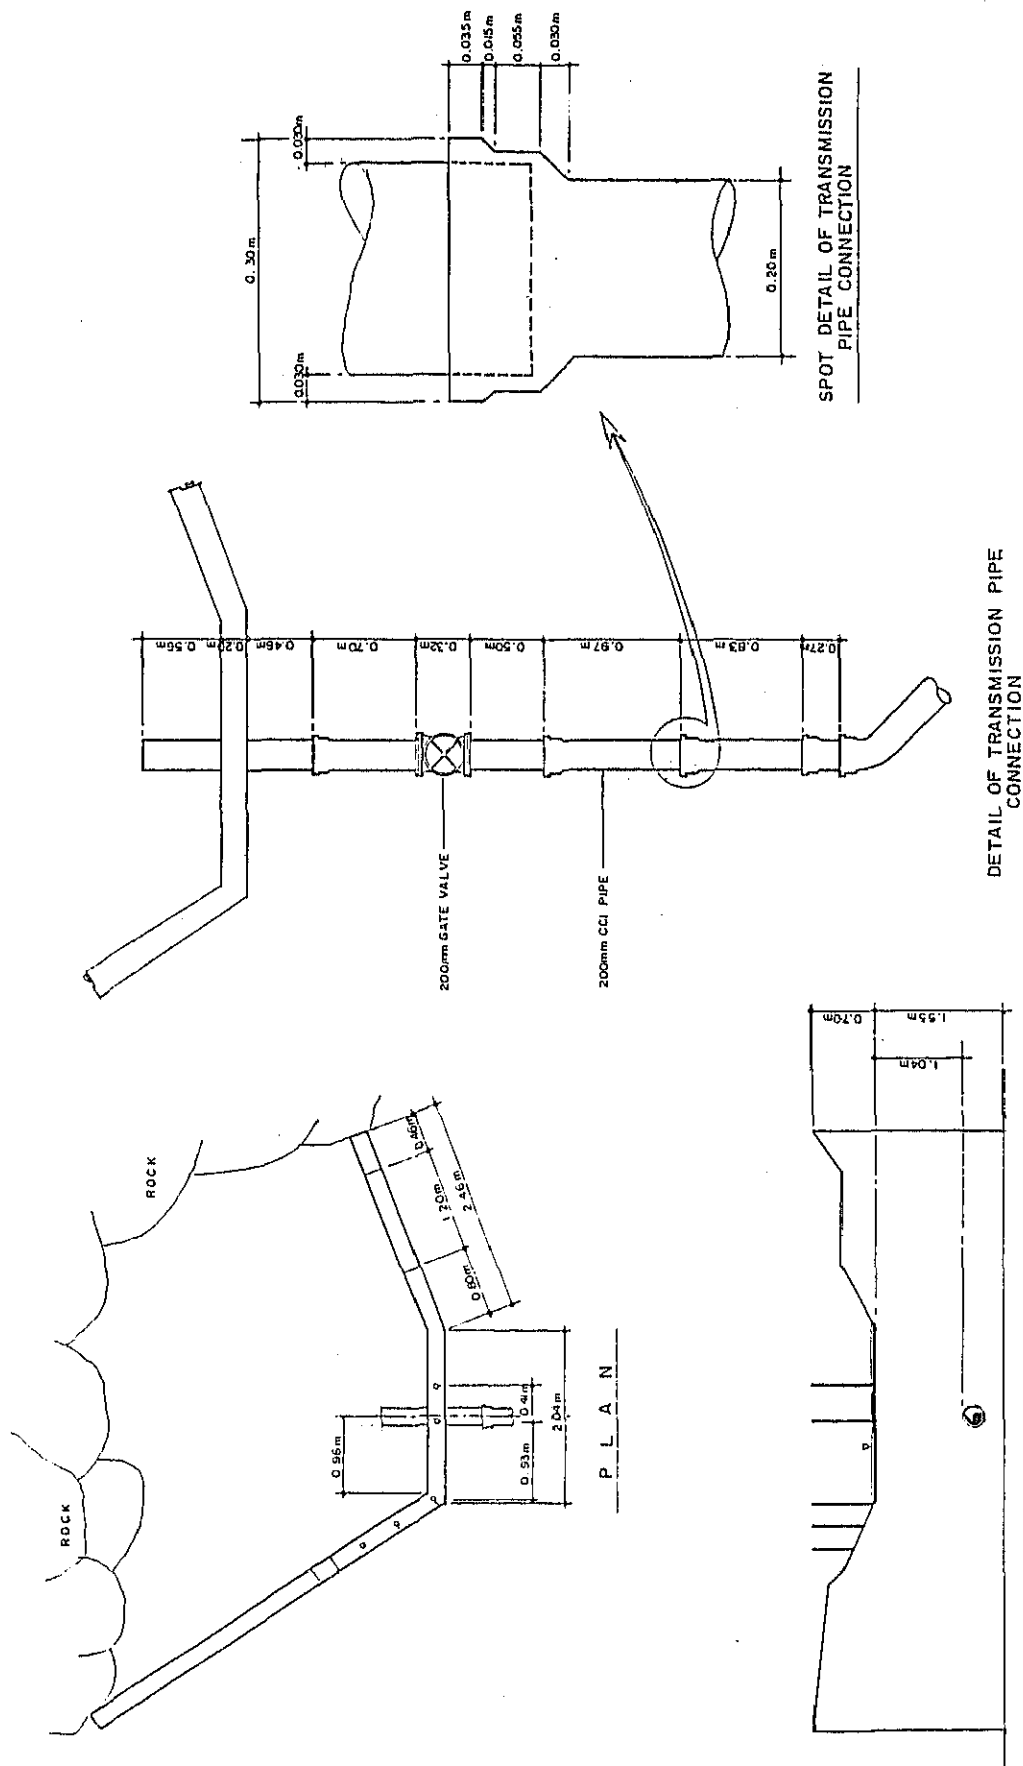 0.30m
0.030m
0.030m
0.035m
0.015m
0.055m
0.030m
0.20m
SPOT DETAIL OF TRANSMISSION
PIPE CONNECTION
0.56m
0.20
0.46m
0.70m
0.32m
0.50m
0.97m
0.83m
0.27m
200mm GATE VALVE
200mm CCI PIPE
DETAIL OF TRANSMISSION PIPE
CONNECTION
ROCK
ROCK
0.96m
0.93m
0.41m
2.04m
0.80m
1.20m
0.46m
2.46m
PLAN
0.70m
1.55m
1.04m